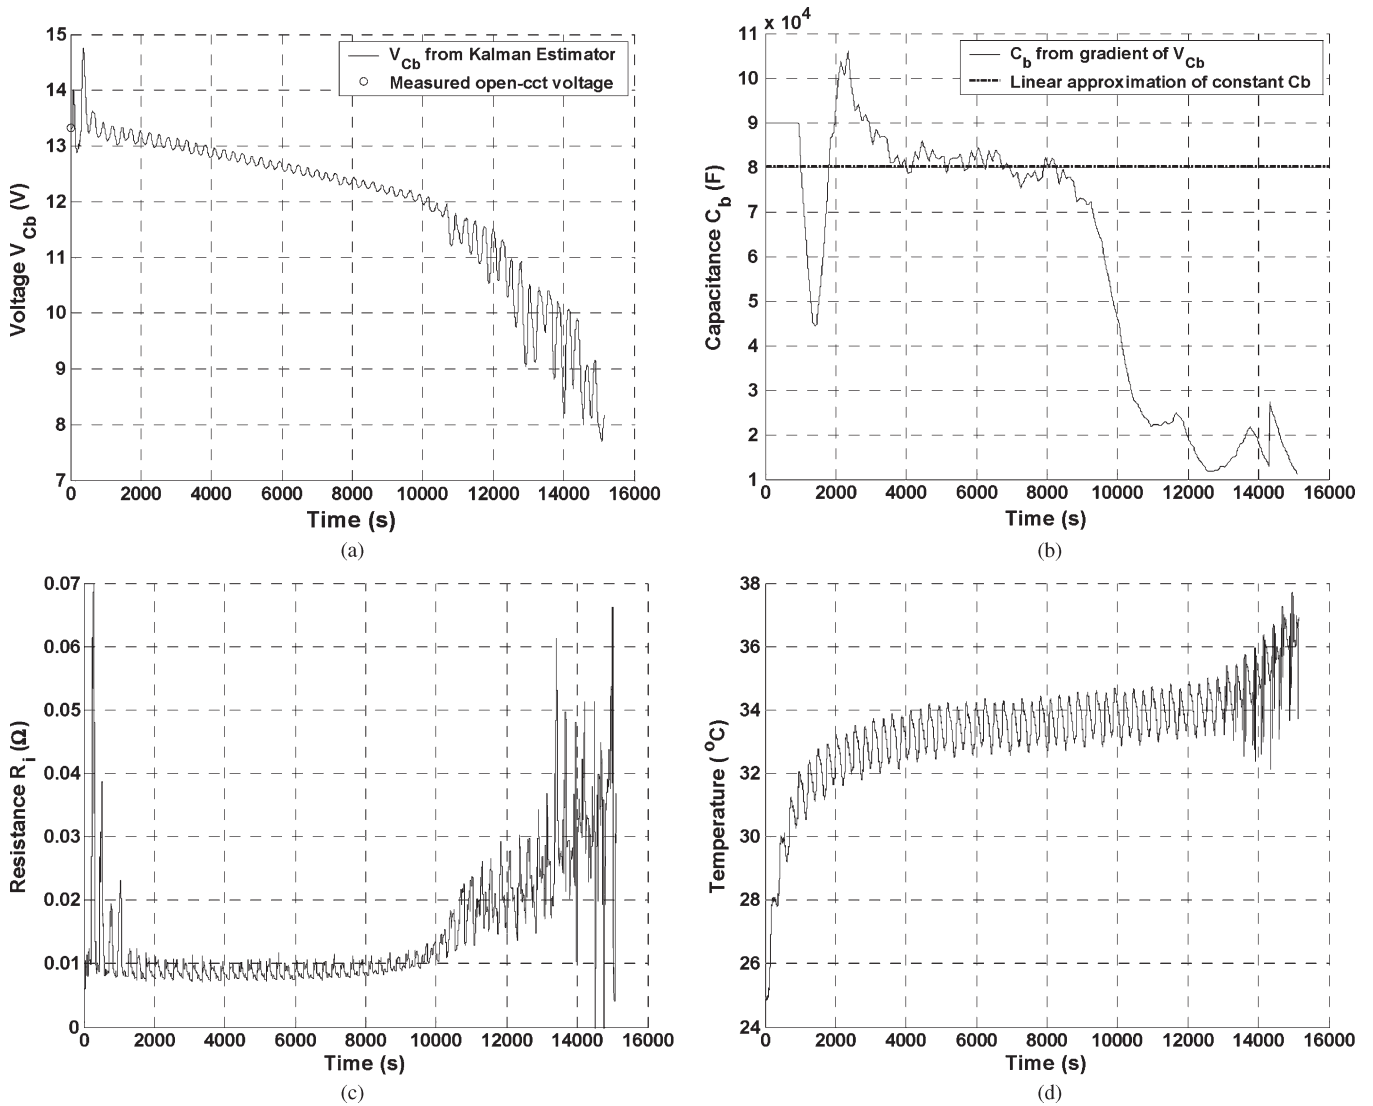 15
14
13
12
11
10
9
8
7
Voltage V_Cb (V)
V_Cb from Kalman Estimator
Measured open-cct voltage
0 2000 4000 6000 8000 10000 12000 14000 16000
Time (s)
(a)
x 10^4
11
10
9
8
7
6
5
4
3
2
1
Capacitance C_b (F)
C_b from gradient of V_Cb
Linear approximation of constant Cb
0 2000 4000 6000 8000 10000 12000 14000 16000
Time (s)
(b)
0.07
0.06
0.05
0.04
0.03
0.02
0.01
0
Resistance R_i (Ω)
0 2000 4000 6000 8000 10000 12000 14000 16000
Time (s)
(c)
38
36
34
32
30
28
26
24
Temperature (°C)
0 2000 4000 6000 8000 10000 12000 14000 16000
Time (s)
(d)